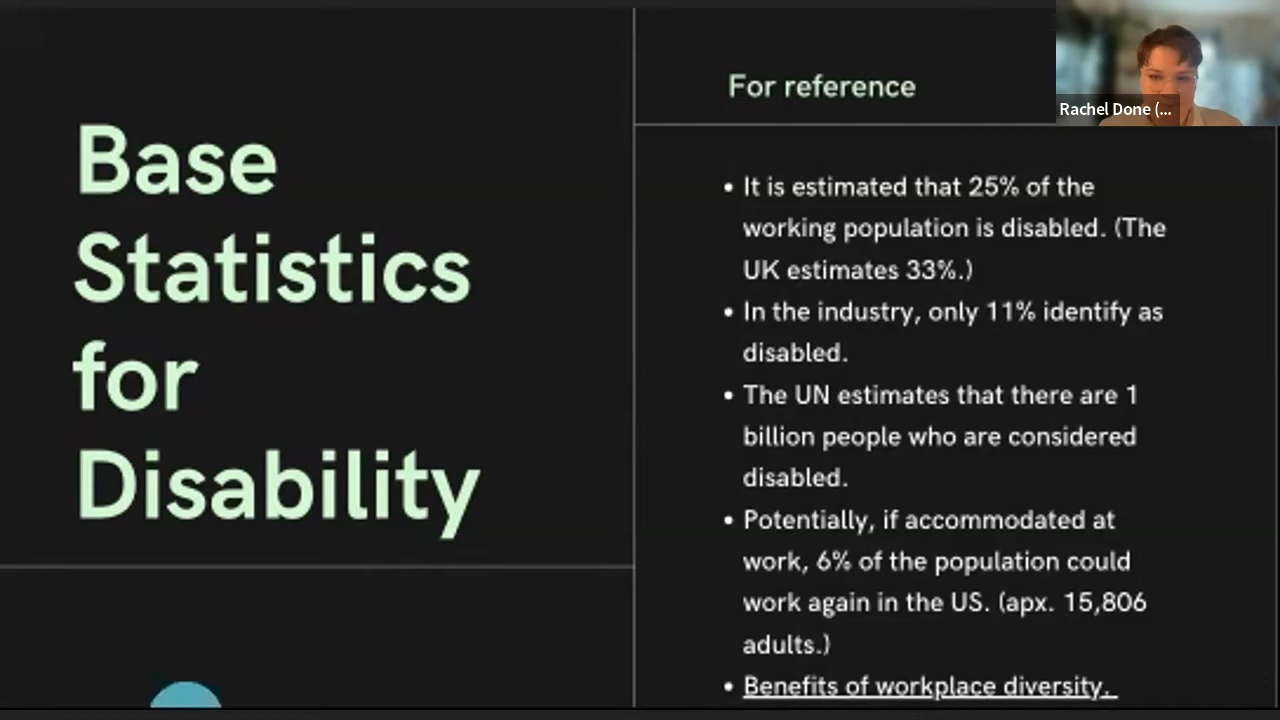 Base
Statistics
for
Disability
For reference
Rachel Done (...
• It is estimated that 25% of the
working population is disabled. (The
UK estimates 33%.)
• In the industry, only 11% identify as
disabled.
• The UN estimates that there are 1
billion people who are considered
disabled.
• Potentially, if accommodated at
work, 6% of the population could
work again in the US. (apx. 15,806
adults.)
• Benefits of workplace diversity.